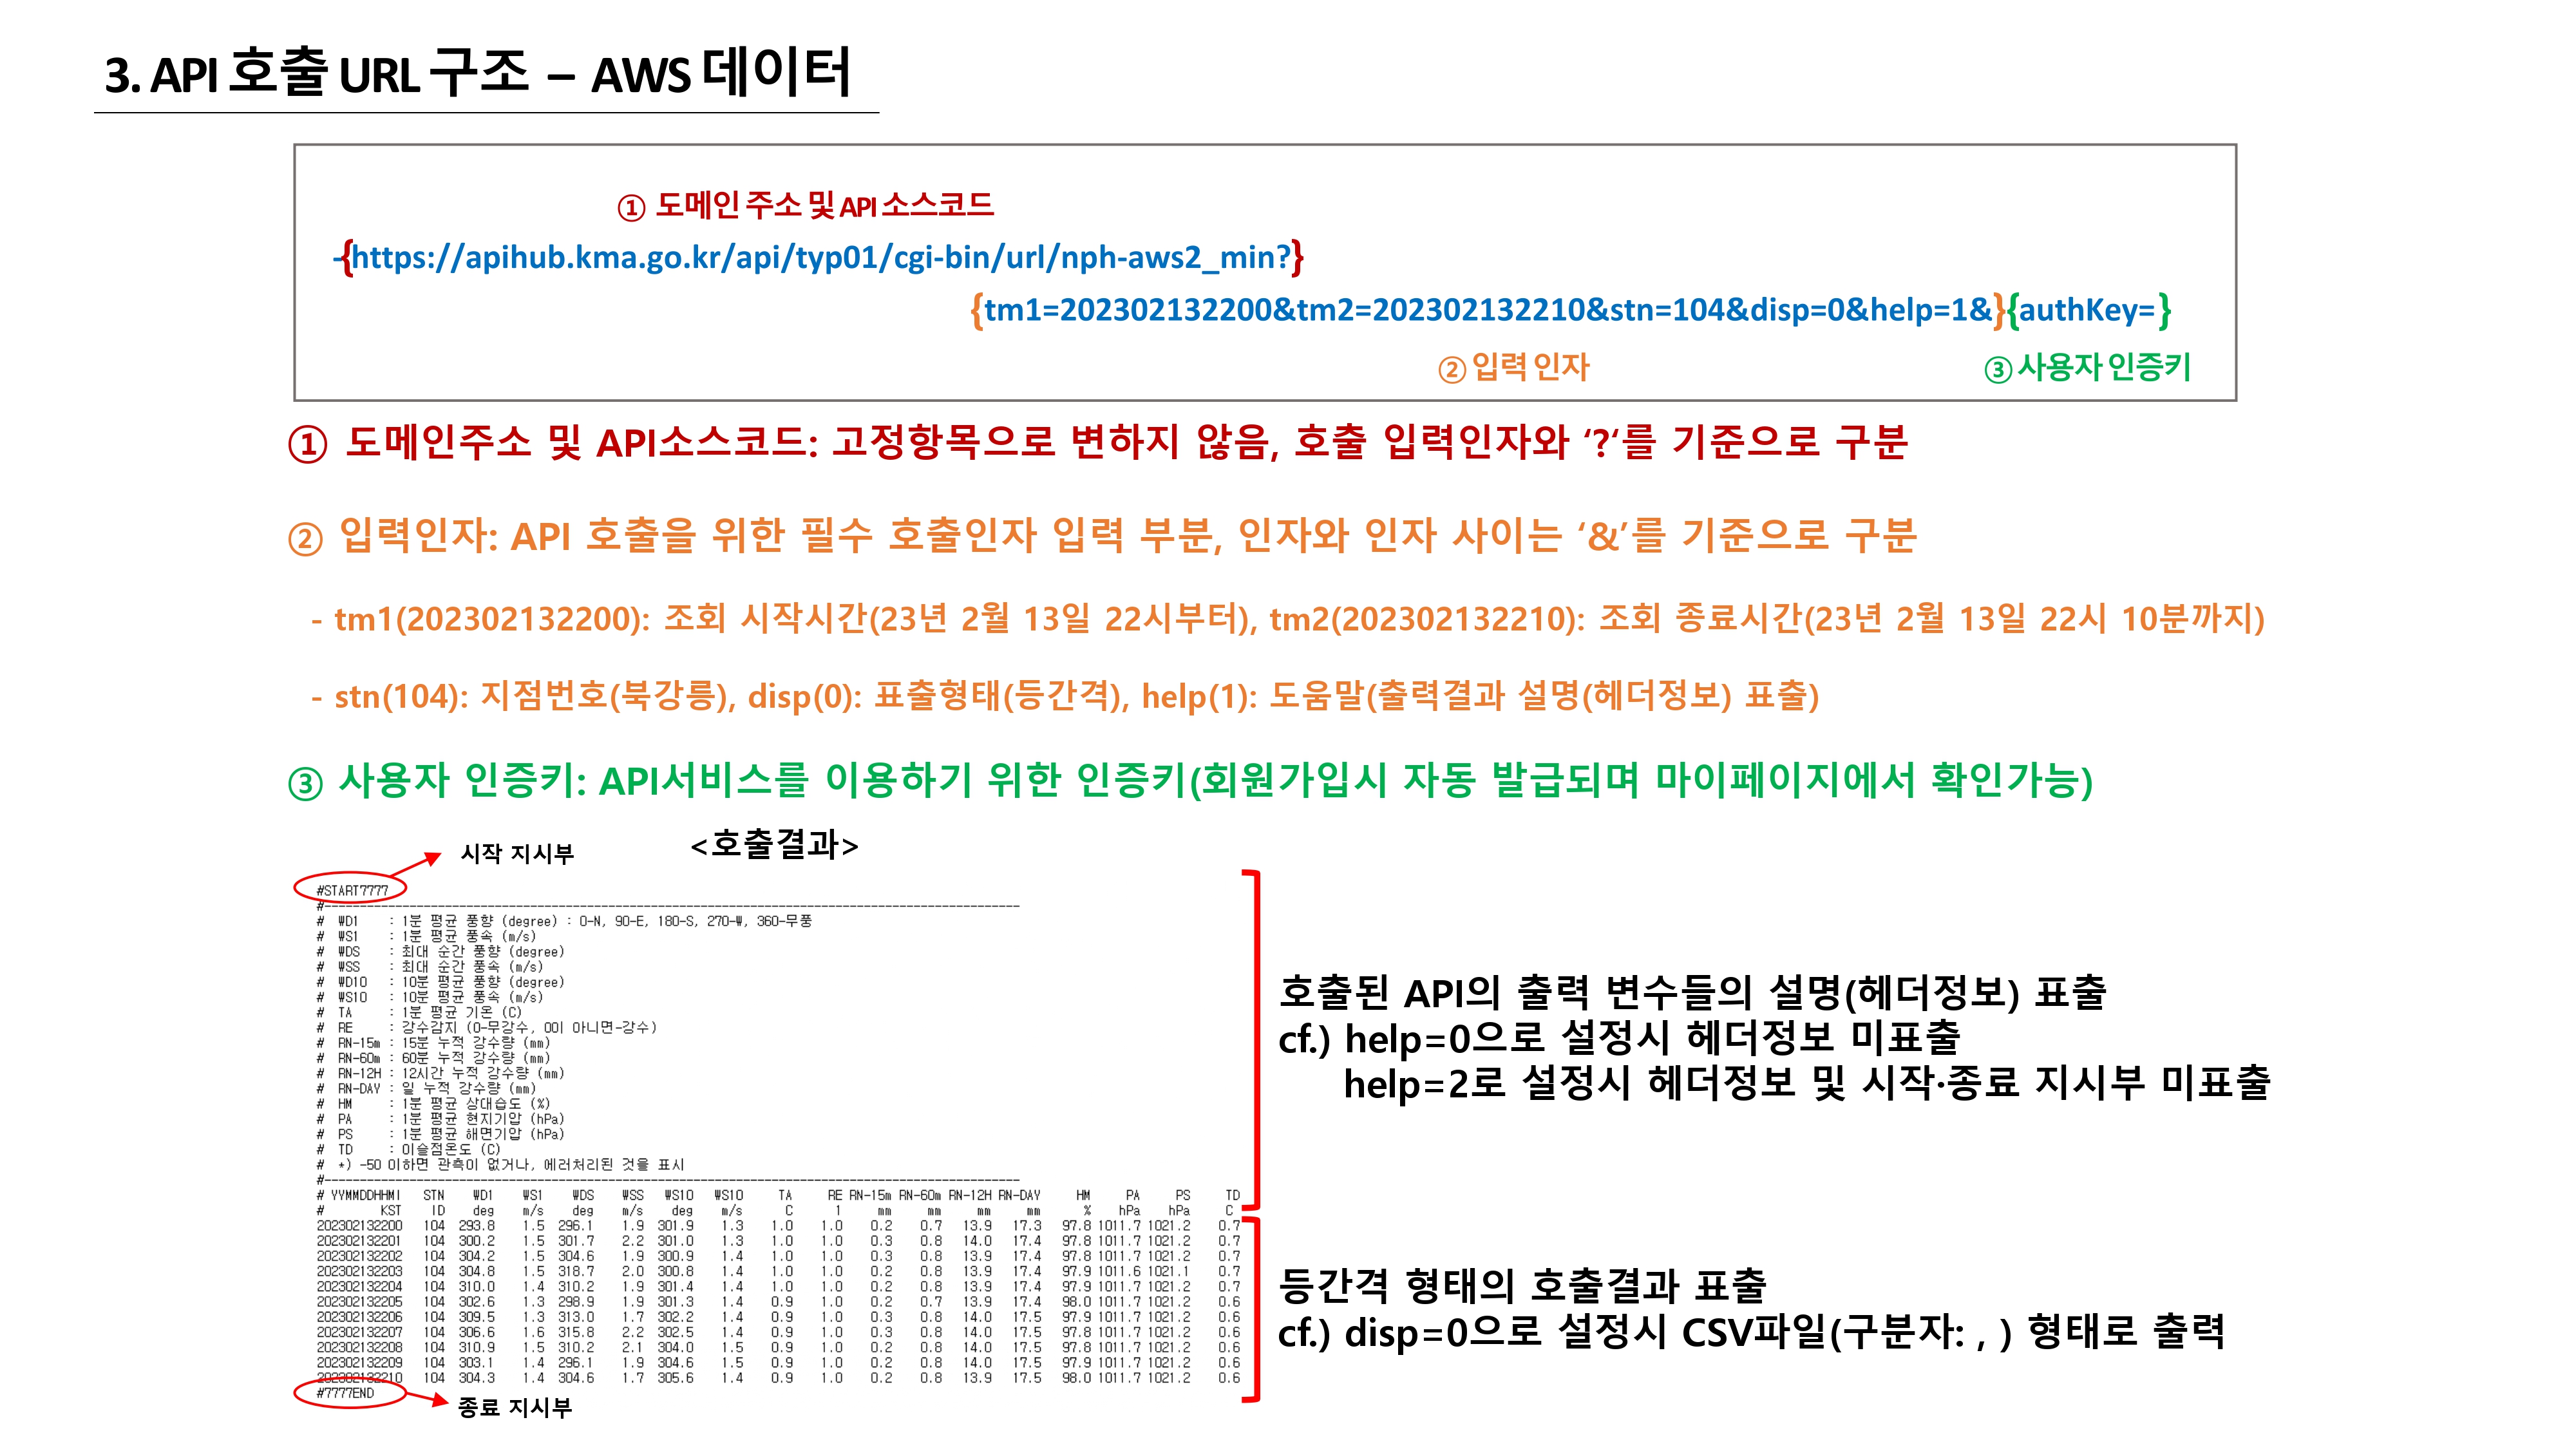 3. API 호출 URL 구조 – AWS 데이터
① 도메인 주소 및 API 소스코드
-{https://apihub.kma.go.kr/api/typ01/cgi-bin/url/nph-aws2_min?}
{tm1=202302132200&tm2=202302132210&stn=104&disp=0&help=1&}{authKey=}
② 입력 인자
③ 사용자 인증키
① 도메인주소 및 API소스코드: 고정항목으로 변하지 않음, 호출 입력인자와 ‘?‘를 기준으로 구분
② 입력인자: API 호출을 위한 필수 호출인자 입력 부분, 인자와 인자 사이는 ‘&’를 기준으로 구분
- tm1(202302132200): 조회 시작시간(23년 2월 13일 22시부터), tm2(202302132210): 조회 종료시간(23년 2월 13일 22시 10분까지)
- stn(104): 지점번호(북강릉), disp(0): 표출형태(등간격), help(1): 도움말(출력결과 설명(헤더정보) 표출)
③ 사용자 인증키: API서비스를 이용하기 위한 인증키(회원가입시 자동 발급되며 마이페이지에서 확인가능)
시작 지시부
<호출결과>
#START7777
#--------------------------------------------------------------------------------------------------
# WD1 : 1분 평균 풍향 (degree) : 0-N, 90-E, 180-S, 270-W, 360-무풍
# WS1 : 1분 평균 풍속 (m/s)
# WDS : 최대 순간 풍향 (degree)
# WSS : 최대 순간 풍속 (m/s)
# WD10 : 10분 평균 풍향 (degree)
# WS10 : 10분 평균 풍속 (m/s)
# TA : 1분 평균 기온 (C)
# RE : 강수감지 (0-무강수, 0이 아니면-강수)
# RN-15m : 15분 누적 강수량 (mm)
# RN-60m : 60분 누적 강수량 (mm)
# RN-12H : 12시간 누적 강수량 (mm)
# RN-DAY : 일 누적 강수량 (mm)
# HM : 1분 평균 상대습도 (%)
# PA : 1분 평균 현지기압 (hPa)
# PS : 1분 평균 해면기압 (hPa)
# TD : 이슬점온도 (C)
# *) -50 이하면 관측이 없거나, 에러처리된 것을 표시
#--------------------------------------------------------------------------------------------------
# YYMMDDHHMI STN WD1 WS1 WDS WSS WS10 WS10 TA RE RN-15m RN-60m RN-12H RN-DAY HM PA PS TD
# KST ID deg m/s deg m/s deg m/s C 1 mm mm mm mm % hPa hPa C
202302132200 104 293.8 1.5 296.1 1.9 301.9 1.3 1.0 1.0 0.2 0.7 13.9 17.3 97.8 1011.7 1021.2 0.7
202302132201 104 300.2 1.5 301.7 2.2 301.0 1.3 1.0 1.0 0.3 0.8 14.0 17.4 97.8 1011.7 1021.2 0.7
202302132202 104 304.2 1.5 304.6 1.9 300.9 1.4 1.0 1.0 0.3 0.8 13.9 17.4 97.8 1011.7 1021.2 0.7
202302132203 104 304.8 1.5 318.7 2.0 300.8 1.4 1.0 1.0 0.2 0.8 13.9 17.4 97.9 1011.6 1021.1 0.7
202302132204 104 310.0 1.4 310.2 1.9 301.4 1.4 1.0 1.0 0.2 0.8 13.9 17.4 97.9 1011.7 1021.2 0.7
202302132205 104 302.6 1.3 298.9 1.9 301.3 1.4 0.9 1.0 0.2 0.7 13.9 17.4 98.0 1011.7 1021.2 0.6
202302132206 104 309.5 1.3 313.0 1.7 302.2 1.4 0.9 1.0 0.3 0.8 14.0 17.5 97.9 1011.7 1021.2 0.6
202302132207 104 306.6 1.6 315.8 2.2 302.5 1.4 0.9 1.0 0.3 0.8 14.0 17.5 97.8 1011.7 1021.2 0.6
202302132208 104 310.9 1.5 310.2 2.1 304.0 1.5 0.9 1.0 0.2 0.8 14.0 17.5 97.8 1011.7 1021.2 0.6
202302132209 104 303.1 1.4 296.1 1.9 304.6 1.5 0.9 1.0 0.2 0.8 13.9 17.5 97.9 1011.7 1021.2 0.6
202302132210 104 304.3 1.4 304.6 1.7 305.6 1.4 0.9 1.0 0.2 0.8 13.9 17.5 98.0 1011.7 1021.2 0.6
#7777END
종료 지시부
호출된 API의 출력 변수들의 설명(헤더정보) 표출
cf.) help=0으로 설정시 헤더정보 미표출
help=2로 설정시 헤더정보 및 시작·종료 지시부 미표출
등간격 형태의 호출결과 표출
cf.) disp=0으로 설정시 CSV파일(구분자: , ) 형태로 출력